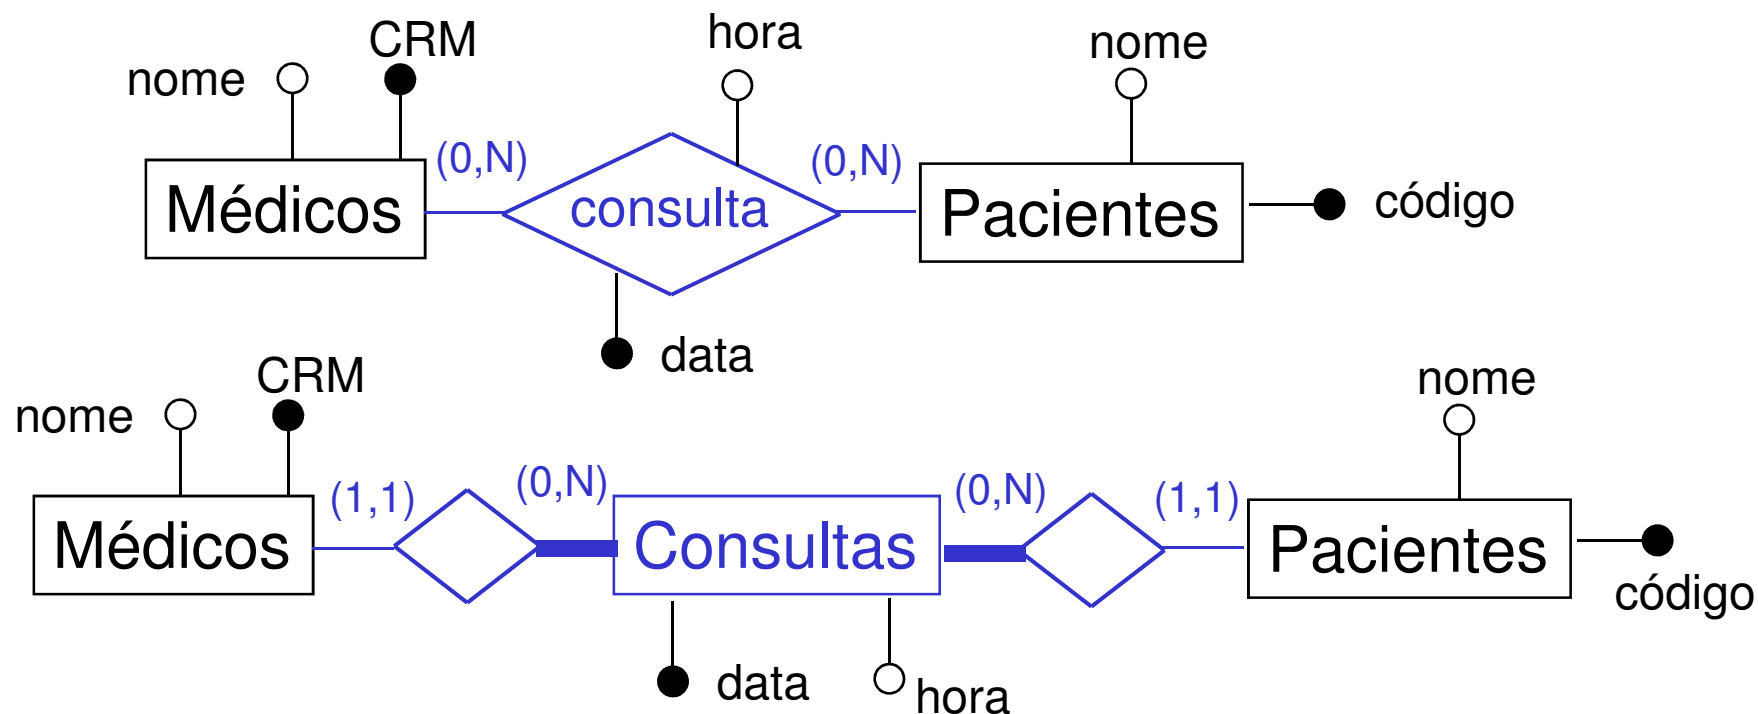 CRM
hora
nome
nome
(0,N)
(0,N)
Médicos
consulta
Pacientes
código
data
CRM
nome
nome
(1,1)
(0,N)
(0,N)
(1,1)
Médicos
Consultas
Pacientes
código
data
hora